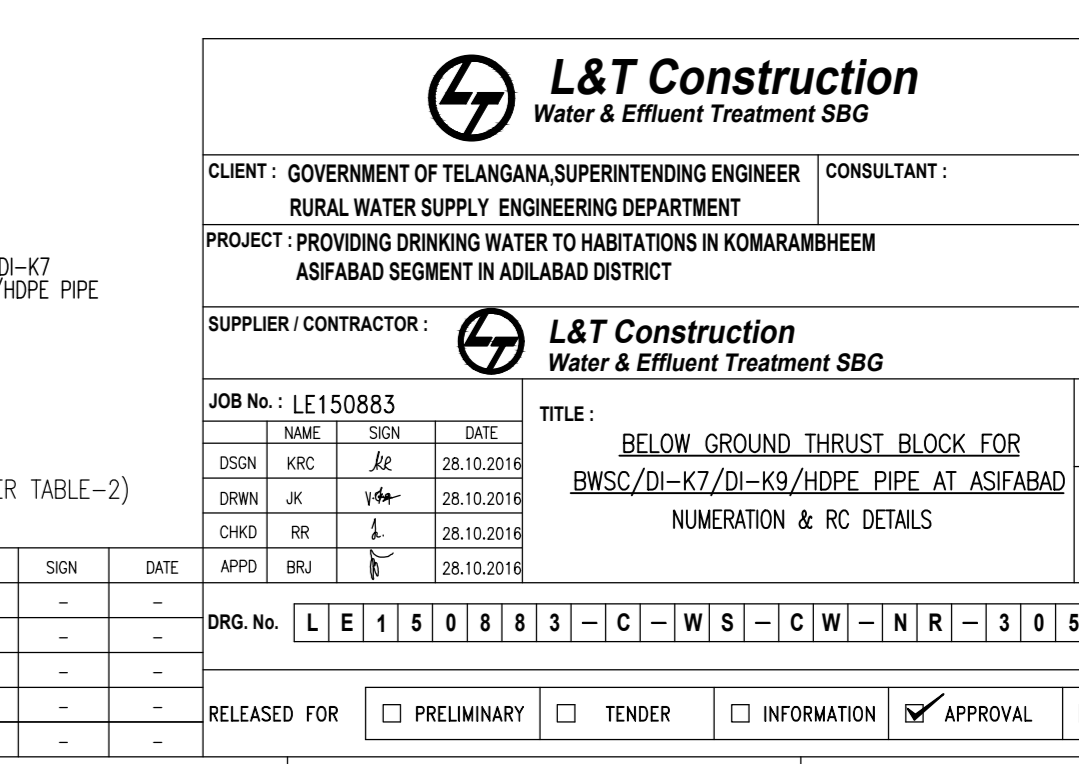 L&T Construction
Water & Effluent Treatment SBG
CLIENT : GOVERNMENT OF TELANGANA,SUPERINTENDING ENGINEER
RURAL WATER SUPPLY ENGINEERING DEPARTMENT
CONSULTANT :
PROJECT : PROVIDING DRINKING WATER TO HABITATIONS IN KOMARAMBHEEM
ASIFABAD SEGMENT IN ADILABAD DISTRICT
DI-K7
/HDPE PIPE
SUPPLIER / CONTRACTOR :
L&T Construction
Water & Effluent Treatment SBG
JOB No. : LE150883
NAME SIGN DATE
DSGN KRC 28.10.2016
DRWN JK 28.10.2016
CHKD RR 28.10.2016
APPD BRJ 28.10.2016
TITLE :
BELOW GROUND THRUST BLOCK FOR
BWSC/DI-K7/DI-K9/HDPE PIPE AT ASIFABAD
NUMERATION & RC DETAILS
ER TABLE-2)
SIGN DATE
- -
- -
- -
- -
- -
DRG. No. L E 1 5 0 8 8 3 - C - W S - C W - N R - 3 0 5
RELEASED FOR PRELIMINARY TENDER INFORMATION APPROVAL